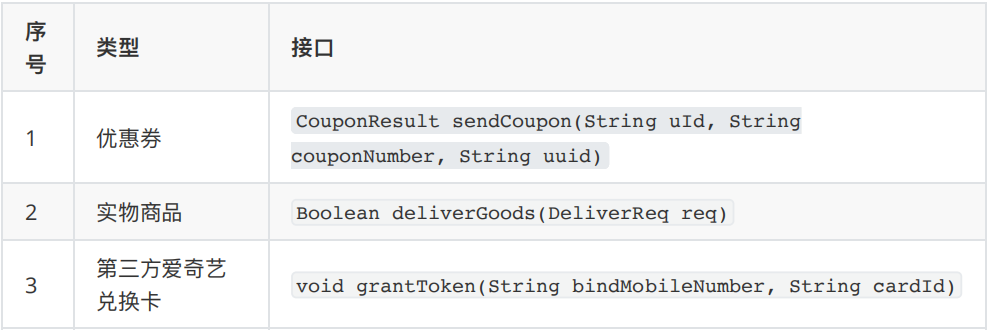 序号 类型 接口
1 优惠券 CouponResult sendCoupon(String uId, String
couponNumber, String uuid)
2 实物商品 Boolean deliverGoods(DeliverReq req)
3 第三方爱奇艺
兑换卡 void grantToken(String bindMobileNumber, String cardId)